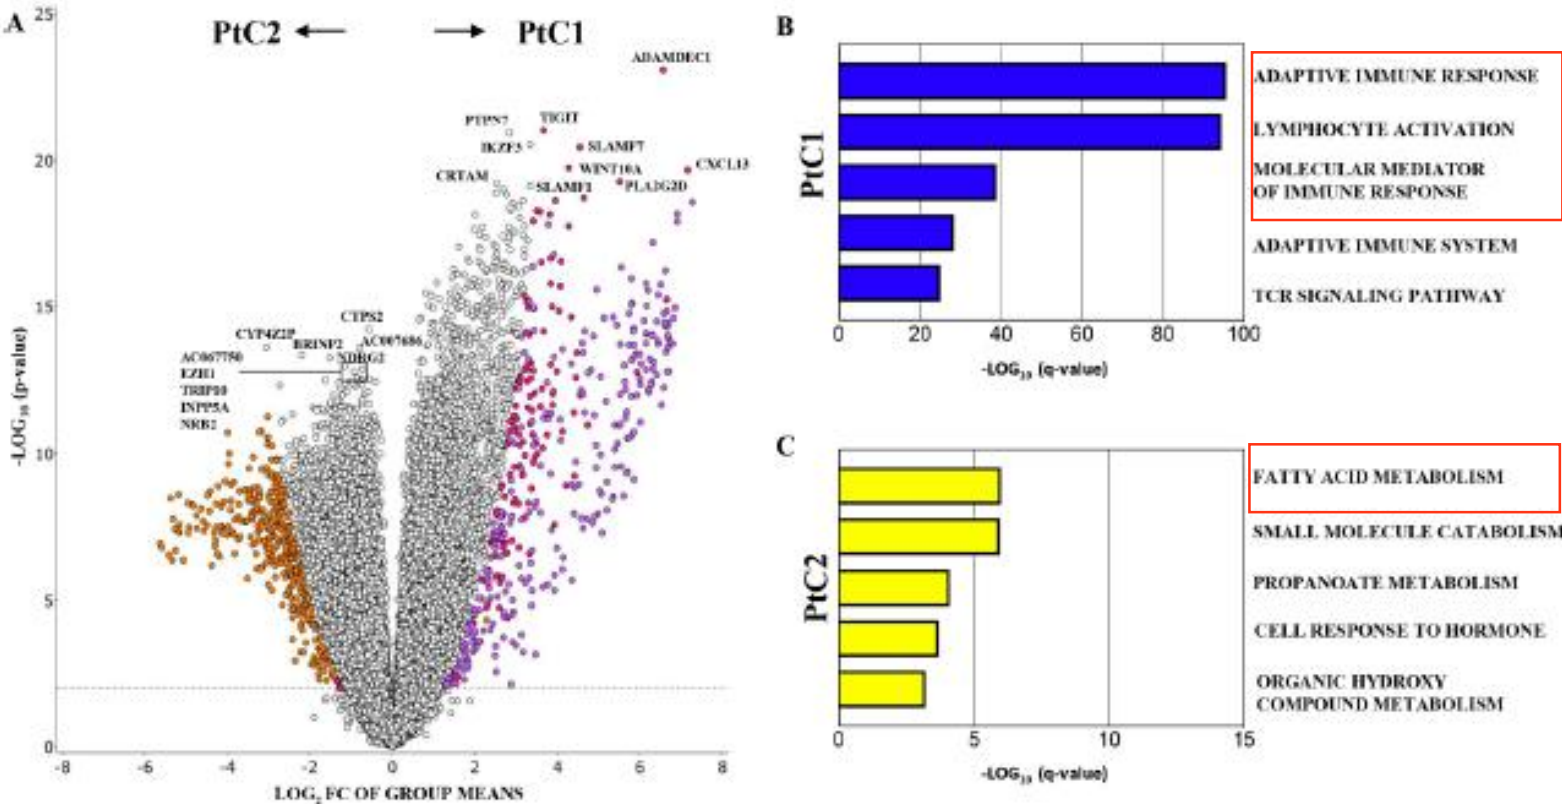 A
PtC2 ← → PtC1
25
20
15
10
5
0
-LOG₁₀ (p-value)
ADAMDEC1
PTPN7
TIGIT
IKZF3
SLAMF7
WINT10A
CXCL13
CRTAM
SLAMF1
PLA2G2D
CTPS2
CYP4Z2P
BRINP2
AC007686
NDRG2
AC067750
EZH1
TRIP10
INPP5A
NRB2
-8 -6 -4 -2 0 2 4 6 8
LOG₂ FC OF GROUP MEANS
B
PtC1
ADAPTIVE IMMUNE RESPONSE
LYMPHOCYTE ACTIVATION
MOLECULAR MEDIATOR
OF IMMUNE RESPONSE
ADAPTIVE IMMUNE SYSTEM
TCR SIGNALING PATHWAY
0 20 40 60 80 100
-LOG₁₀ (q-value)
C
PtC2
FATTY ACID METABOLISM
SMALL MOLECULE CATABOLISM
PROPANOATE METABOLISM
CELL RESPONSE TO HORMONE
ORGANIC HYDROXY
COMPOUND METABOLISM
0 5 10 15
-LOG₁₀ (q-value)